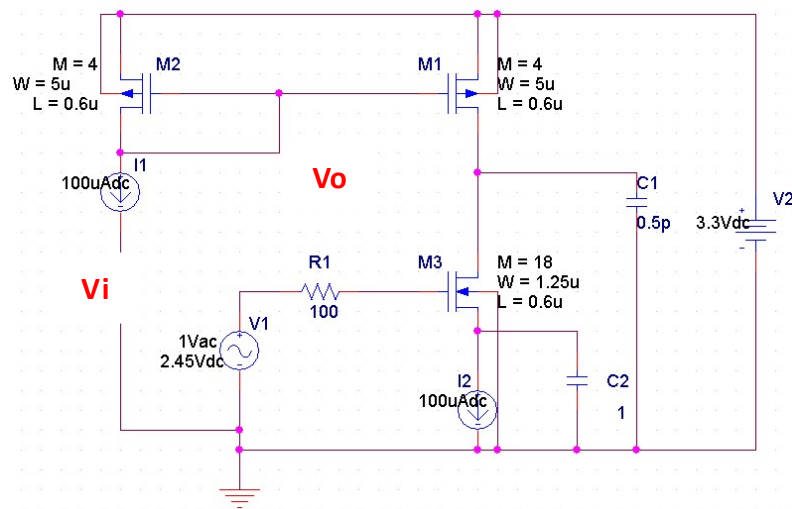 M = 4
W = 5u
L = 0.6u
M2
M1
M = 4
W = 5u
L = 0.6u
I1
100uAdc
Vo
C1
0.5p
V2
3.3Vdc
+
-
Vi
R1
100
M3
M = 18
W = 1.25u
L = 0.6u
V1
1Vac
2.45Vdc
+
-
I2
100uAdc
C2
1